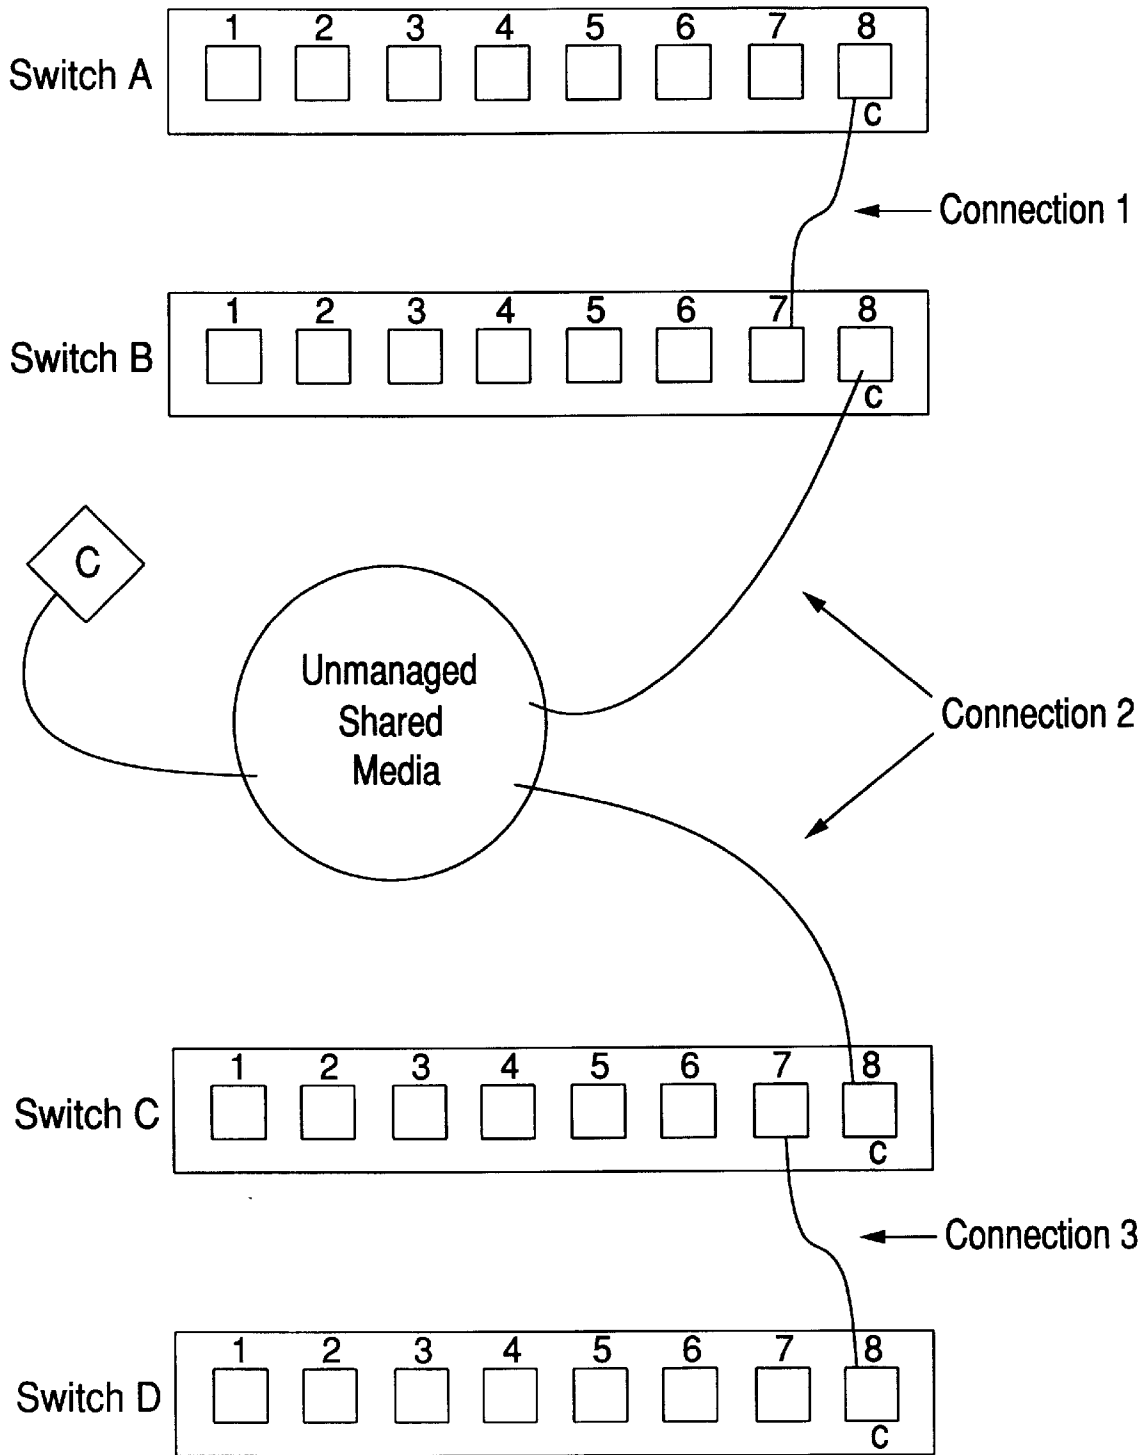 1 2 3 4 5 6 7 8
Switch A
C
Connection 1
1 2 3 4 5 6 7 8
Switch B
C
C
Unmanaged
Shared
Media
Connection 2
1 2 3 4 5 6 7 8
Switch C
C
Connection 3
1 2 3 4 5 6 7 8
Switch D
C